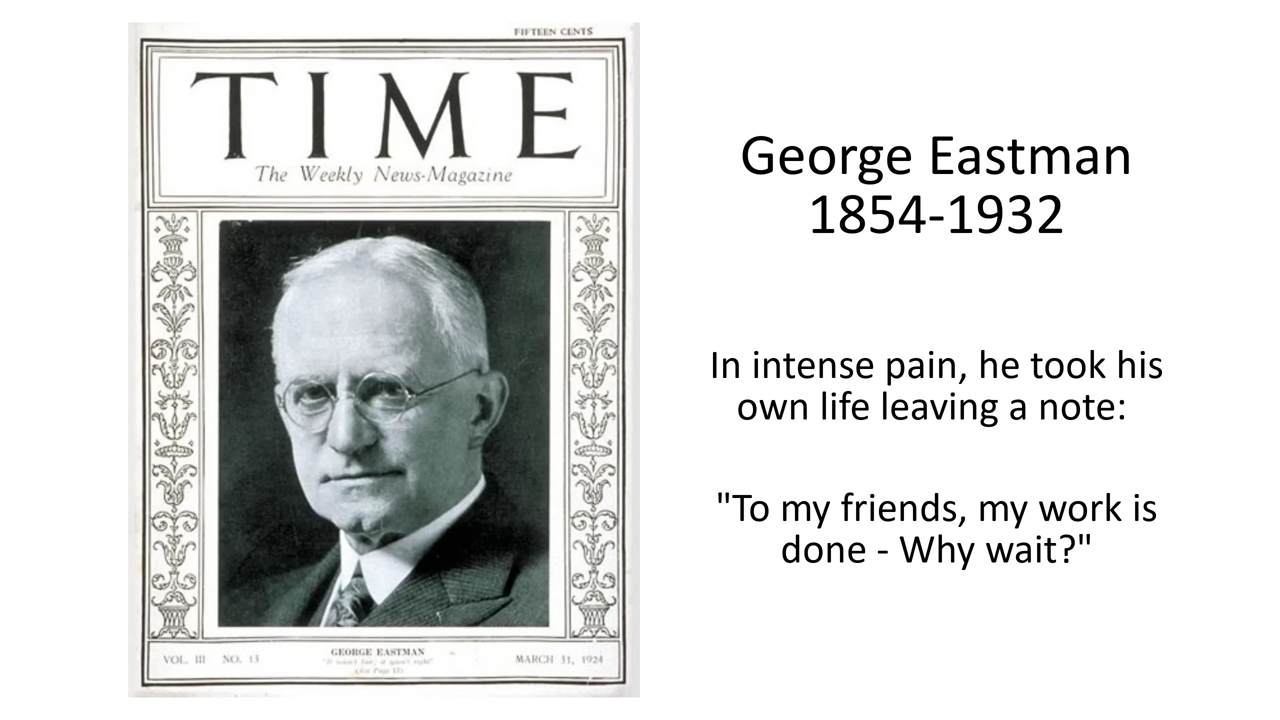 FIFTEEN CENTS
TIME
The Weekly News-Magazine
VOL. III NO. 13
GEORGE EASTMAN
MARCH 31, 1924
George Eastman
1854-1932
In intense pain, he took his
own life leaving a note:
"To my friends, my work is
done - Why wait?"